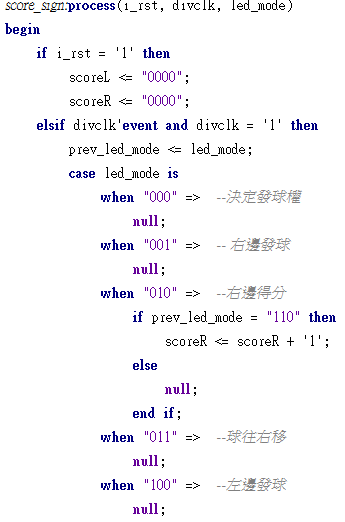 score_sign:process(i_rst, divclk, led_mode)
begin
    if i_rst = '1' then
        scoreL <= "0000";
        scoreR <= "0000";
    elsif divclk'event and divclk = '1' then
        prev_led_mode <= led_mode;
        case led_mode is
            when "000" =>  --決定發球權
                null;
            when "001" =>  -- 右邊發球
                null;
            when "010" =>  --右邊得分
                if prev_led_mode = "110" then
                    scoreR <= scoreR + '1';
                else
                    null;
                end if;
            when "011" =>  --球往右移
                null;
            when "100" =>  --左邊發球
                null;